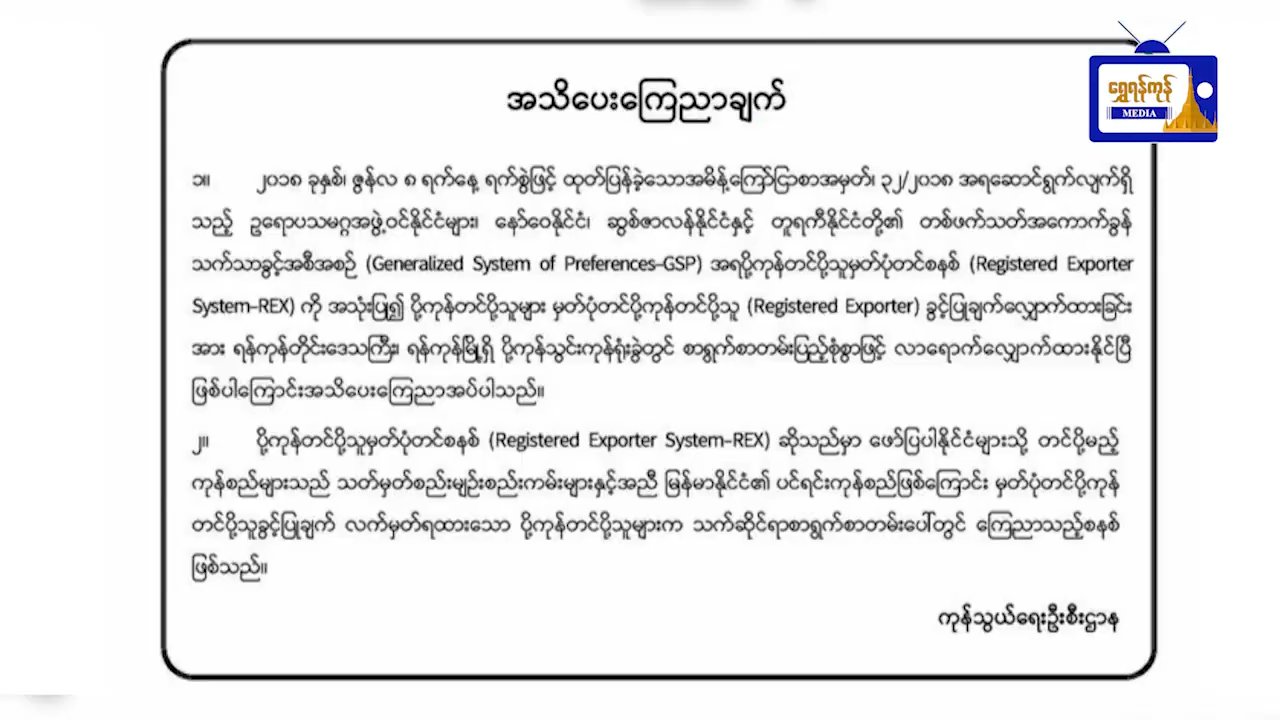 အသိပေးကြေညာချက်
ရွှေရန်ကုန်
MEDIA
၁။ ၂၀၁၈ ခုနှစ်၊ ဇွန်လ ၈ ရက်နေ့ ရက်စွဲဖြင့် ထုတ်ပြန်ခဲ့သောအမိန့်ကြော်ငြာစာအမှတ်၊ ၃၂/၂၀၁၈ အရဆောင်ရွက်လျက်ရှိ
သည့် ဥရောပသမဂ္ဂအဖွဲ့ဝင်နိုင်ငံများ၊ နော်ဝေနိုင်ငံ၊ ဆွစ်ဇာလန်နိုင်ငံနှင့် တူရကီနိုင်ငံတို့၏ တစ်ဖက်သတ်အကောက်ခွန်
သက်သာခွင့်အစီအစဉ် (Generalized System of Preferences-GSP) အရပို့ကုန်တင်ပို့သူမှတ်ပုံတင်စနစ် (Registered Exporter
System-REX) ကို အသုံးပြု၍ ပို့ကုန်တင်ပို့သူများ မှတ်ပုံတင်ပို့ကုန်တင်ပို့သူ (Registered Exporter) ခွင့်ပြုချက်လျှောက်ထားခြင်း
အား ရန်ကုန်တိုင်းဒေသကြီး၊ ရန်ကုန်မြို့ရှိ ပို့ကုန်သွင်းကုန်ရုံးခွဲတွင် စာရွက်စာတမ်းပြည့်စုံစွာဖြင့် လာရောက်လျှောက်ထားနိုင်ပြီ
ဖြစ်ပါကြောင်းအသိပေးကြေညာအပ်ပါသည်။
၂။ ပို့ကုန်တင်ပို့သူမှတ်ပုံတင်စနစ် (Registered Exporter System-REX) ဆိုသည်မှာ ဖော်ပြပါနိုင်ငံများသို့ တင်ပို့မည့်
ကုန်စည်များသည် သတ်မှတ်စည်းမျဉ်းစည်းကမ်းများနှင့်အညီ မြန်မာနိုင်ငံ၏ ပင်ရင်းကုန်စည်ဖြစ်ကြောင်း မှတ်ပုံတင်ပို့ကုန်
တင်ပို့သူခွင့်ပြုချက် လက်မှတ်ရထားသော ပို့ကုန်တင်ပို့သူများက သက်ဆိုင်ရာစာရွက်စာတမ်းပေါ်တွင် ကြေညာသည့်စနစ်
ဖြစ်သည်။
ကုန်သွယ်ရေးဦးစီးဌာန